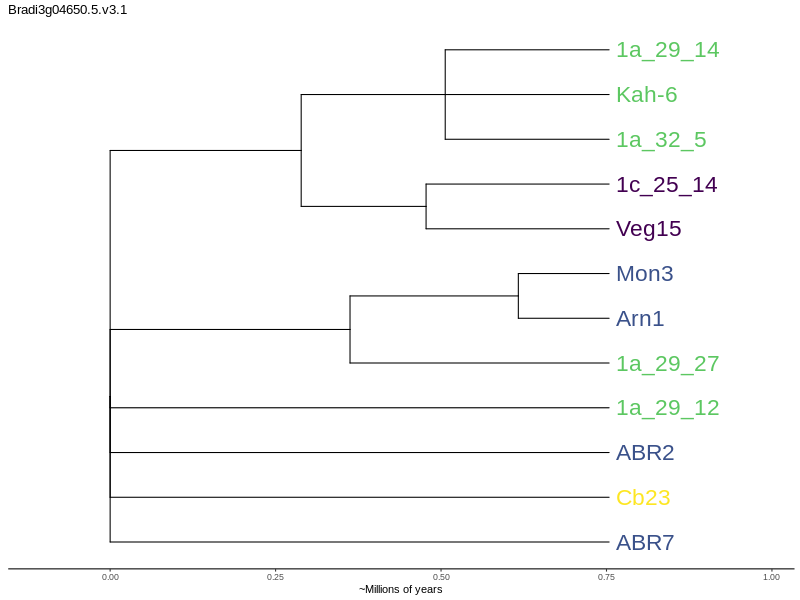 Bradi3g04650.5.v3.1
1a_29_14
Kah-6
1a_32_5
1c_25_14
Veg15
Mon3
Arn1
1a_29_27
1a_29_12
ABR2
Cb23
ABR7
0.00 0.25 0.50 0.75 1.00
~Millions of years